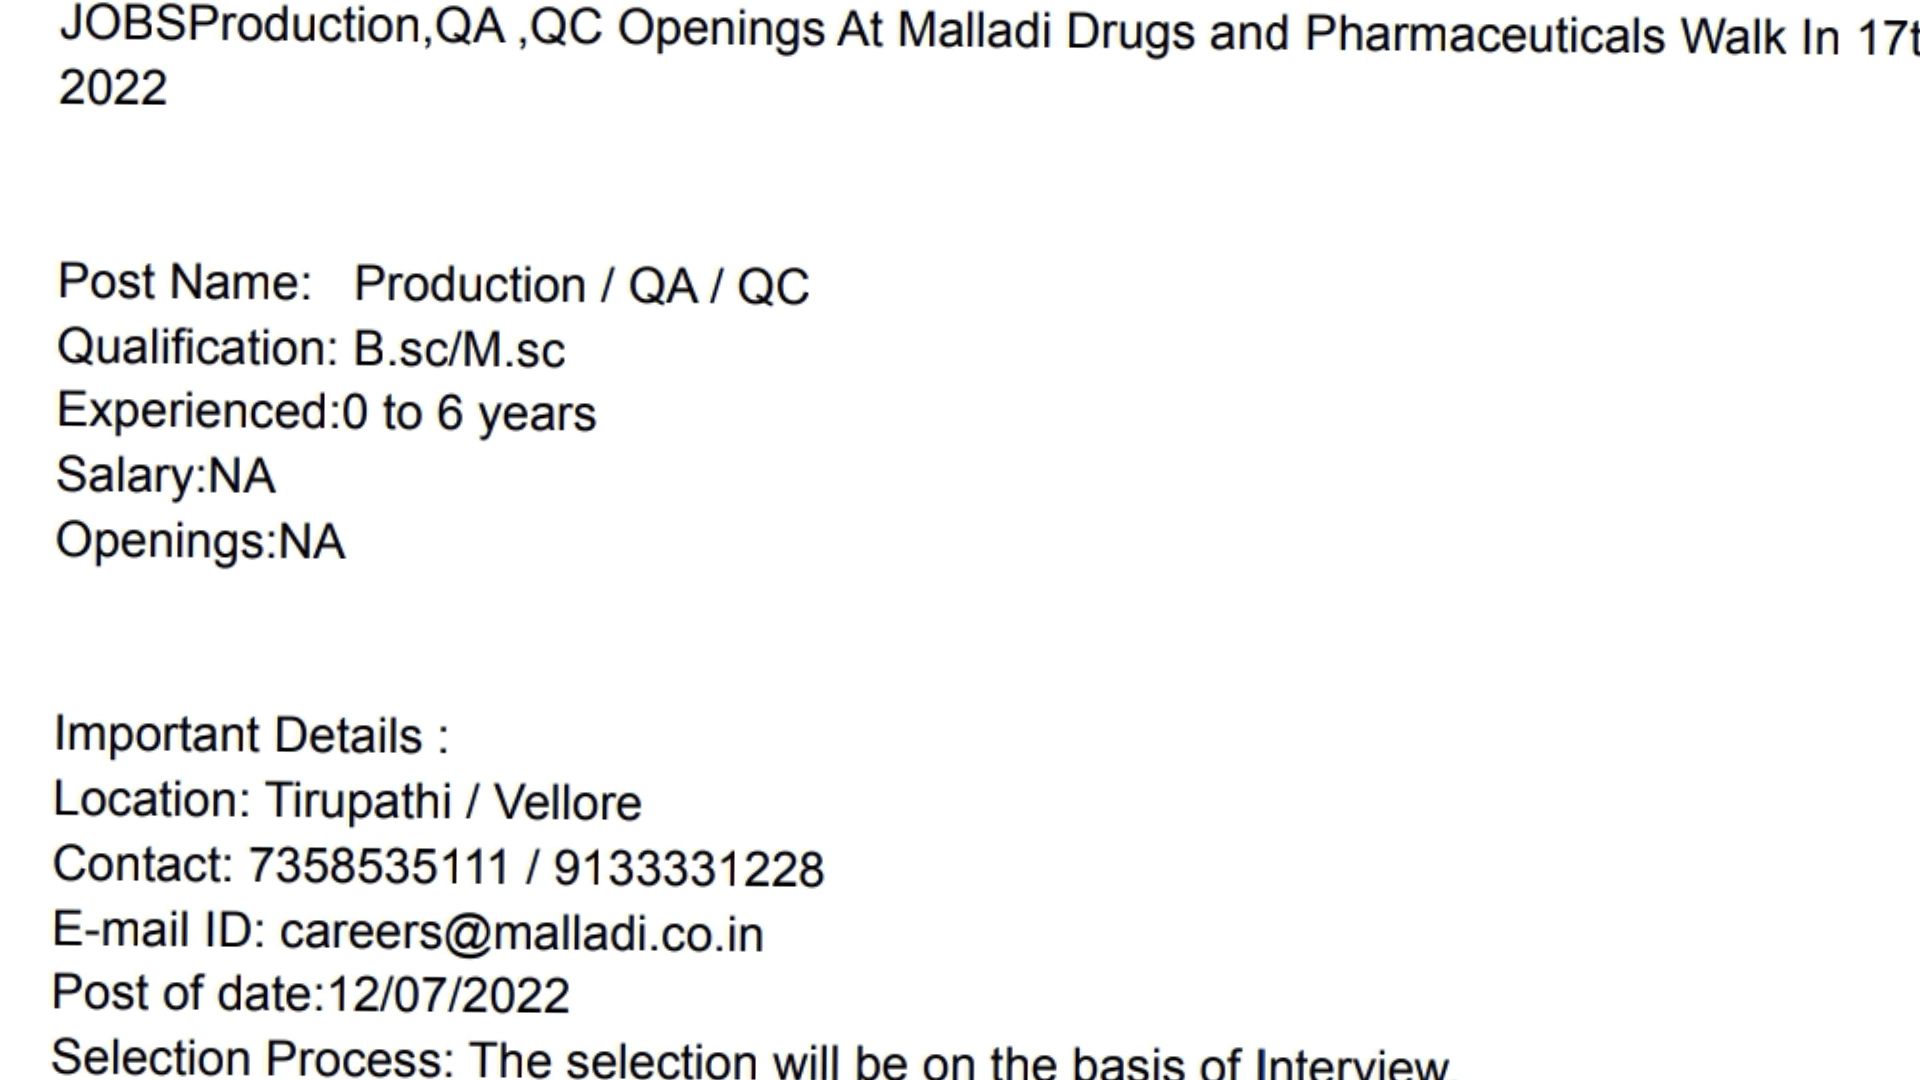 JOBSProduction,QA ,QC Openings At Malladi Drugs and Pharmaceuticals Walk In
2022
Post Name: Production / QA / QC
Qualification: B.sc/M.sc
Experienced:0 to 6 years
Salary:NA
Openings:NA
Important Details :
Location: Tirupathi / Vellore
Contact: 7358535111 / 9133331228
E-mail ID: careers@malladi.co.in
Post of date:12/07/2022
Selection Process: The selection will be on the basis of Interview.